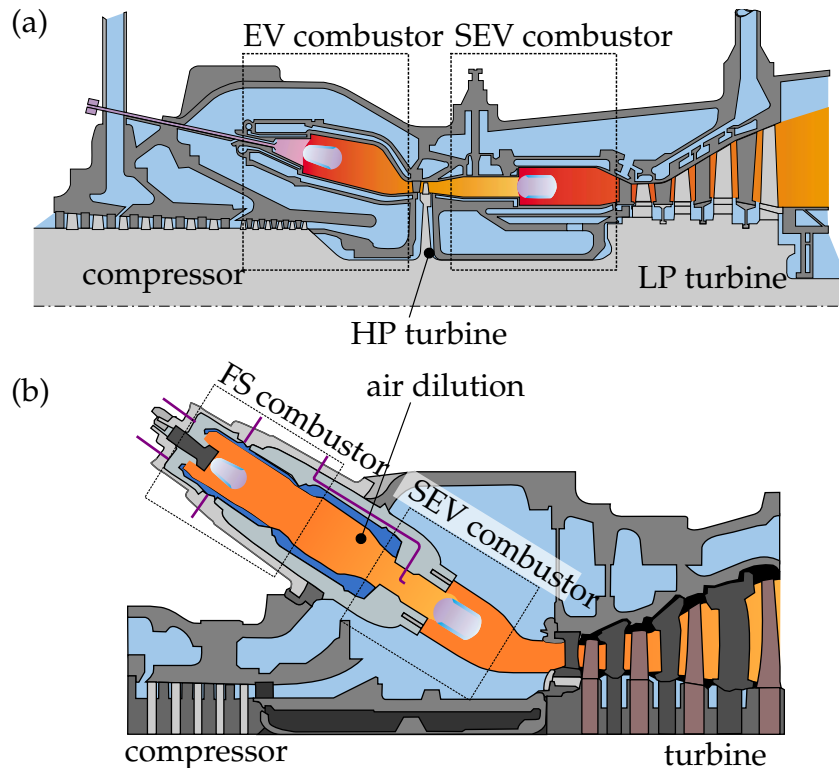 (a)
EV combustor
SEV combustor
compressor
LP turbine
HP turbine
(b)
air dilution
FS combustor
SEV combustor
compressor
turbine